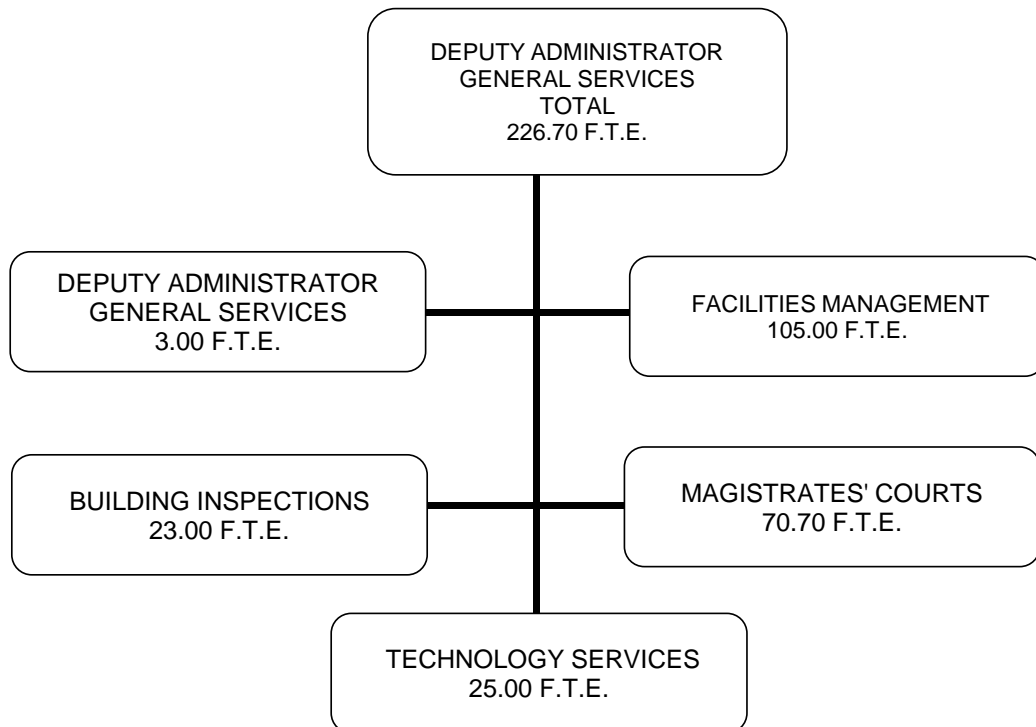 DEPUTY ADMINISTRATOR
GENERAL SERVICES
TOTAL
226.70 F.T.E.
DEPUTY ADMINISTRATOR
GENERAL SERVICES
3.00 F.T.E.
FACILITIES MANAGEMENT
105.00 F.T.E.
BUILDING INSPECTIONS
23.00 F.T.E.
MAGISTRATES' COURTS
70.70 F.T.E.
TECHNOLOGY SERVICES
25.00 F.T.E.